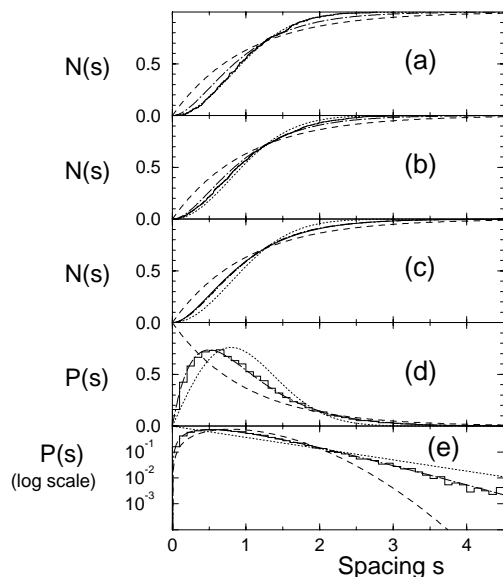 N(s)
0.5
(a)
0.0
N(s)
0.5
(b)
0.0
N(s)
0.5
(c)
0.0
P(s)
0.5
(d)
0.0
P(s)
(log scale)
10⁻¹
10⁻²
10⁻³
(e)
0 1 2 3 4
Spacing s